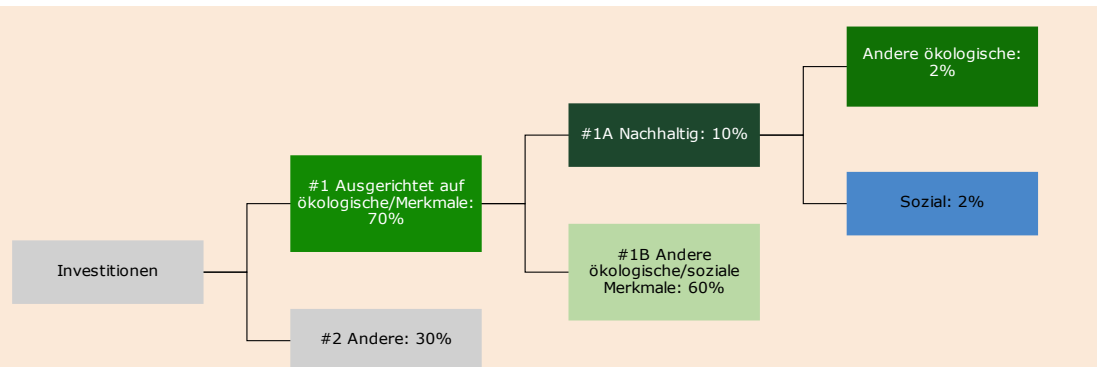 Andere ökologische:
2%
#1A Nachhaltig: 10%
#1 Ausgerichtet auf
ökologische/Merkmale:
70%
Sozial: 2%
#1B Andere
ökologische/soziale
Merkmale: 60%
Investitionen
#2 Andere: 30%